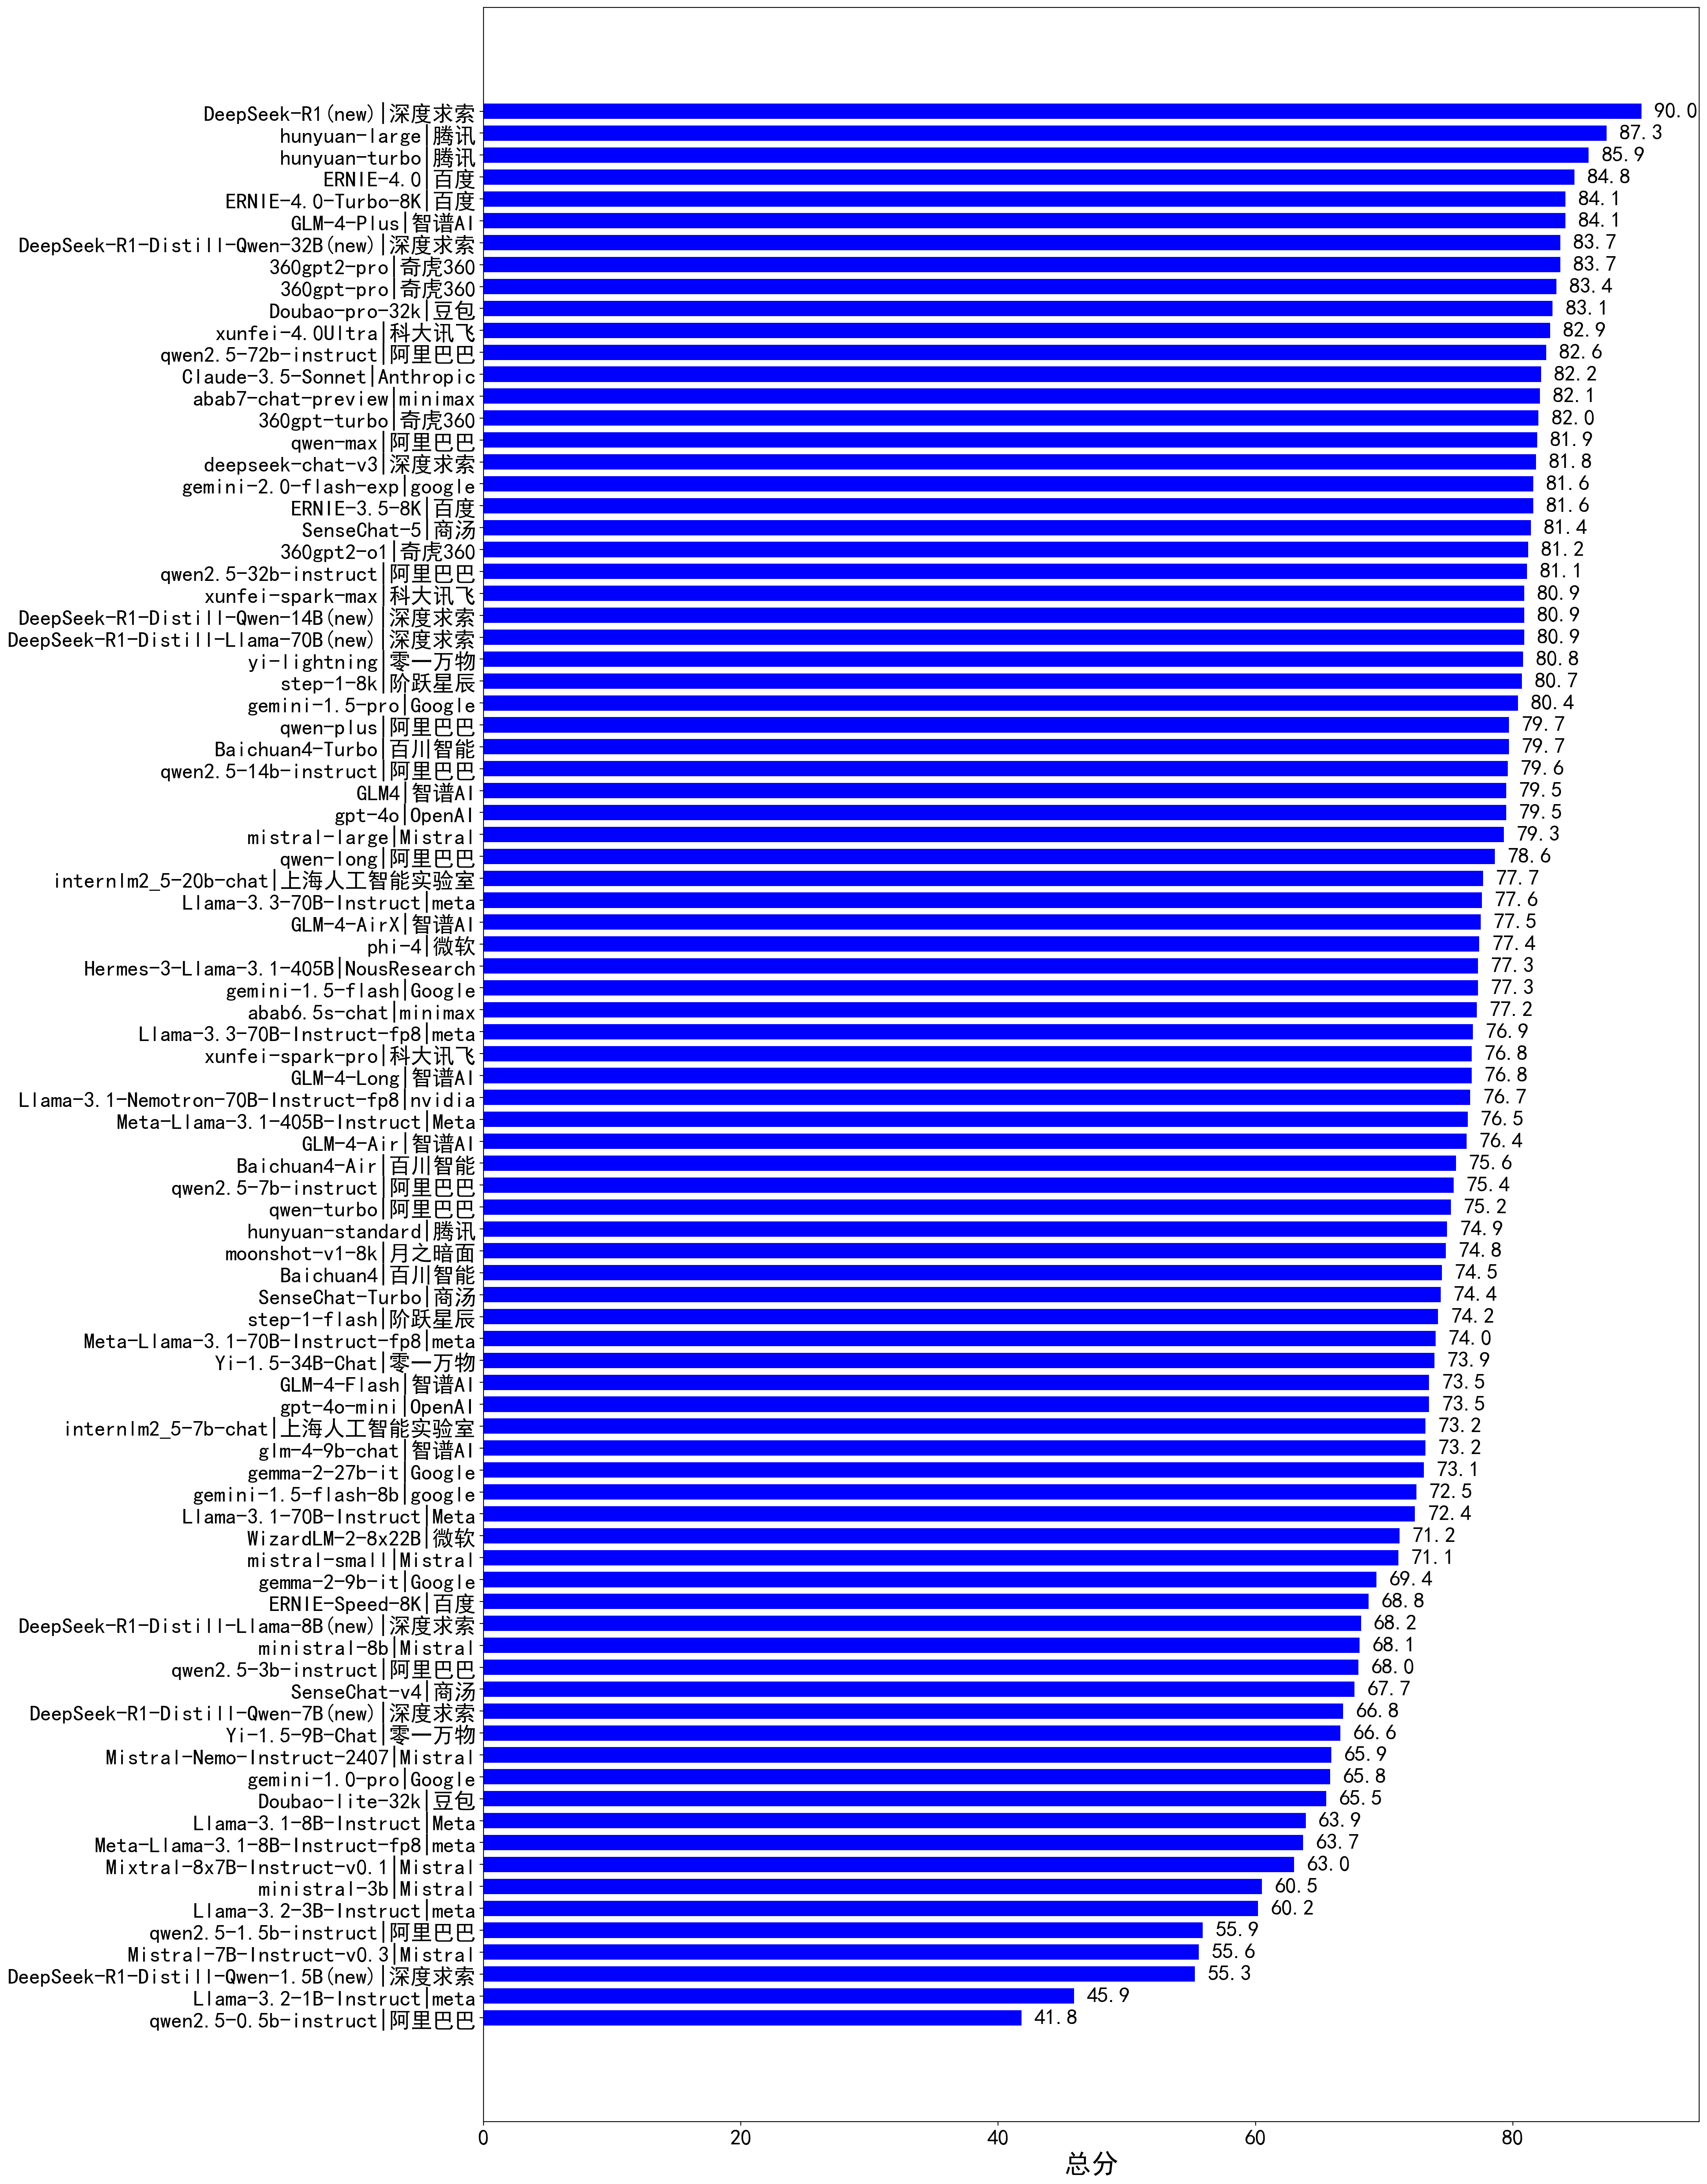 DeepSeek-R1(new)|深度求索 90.0
hunyuan-large|腾讯 87.3
hunyuan-turbo|腾讯 85.9
ERNIE-4.0|百度 84.8
ERNIE-4.0-Turbo-8K|百度 84.1
GLM-4-Plus|智谱AI 84.1
DeepSeek-R1-Distill-Qwen-32B(new)|深度求索 83.7
360gpt2-pro|奇虎360 83.7
360gpt-pro|奇虎360 83.4
Doubao-pro-32k|豆包 83.1
xunfei-4.0Ultra|科大讯飞 82.9
qwen2.5-72b-instruct|阿里巴巴 82.6
Claude-3.5-Sonnet|Anthropic 82.2
abab7-chat-preview|minimax 82.1
360gpt-turbo|奇虎360 82.0
qwen-max|阿里巴巴 81.9
deepseek-chat-v3|深度求索 81.8
gemini-2.0-flash-exp|google 81.6
ERNIE-3.5-8K|百度 81.6
SenseChat-5|商汤 81.4
360gpt2-o1|奇虎360 81.2
qwen2.5-32b-instruct|阿里巴巴 81.1
xunfei-spark-max|科大讯飞 80.9
DeepSeek-R1-Distill-Qwen-14B(new)|深度求索 80.9
DeepSeek-R1-Distill-Llama-70B(new)|深度求索 80.9
yi-lightning|零一万物 80.8
step-1-8k|阶跃星辰 80.7
gemini-1.5-pro|Google 80.4
qwen-plus|阿里巴巴 79.7
Baichuan4-Turbo|百川智能 79.7
qwen2.5-14b-instruct|阿里巴巴 79.6
GLM4|智谱AI 79.5
gpt-4o|OpenAI 79.5
mistral-large|Mistral 79.3
qwen-long|阿里巴巴 78.6
internlm2_5-20b-chat|上海人工智能实验室 77.7
Llama-3.3-70B-Instruct|meta 77.6
GLM-4-AirX|智谱AI 77.5
phi-4|微软 77.4
Hermes-3-Llama-3.1-405B|NousResearch 77.3
gemini-1.5-flash|Google 77.3
abab6.5s-chat|minimax 77.2
Llama-3.3-70B-Instruct-fp8|meta 76.9
xunfei-spark-pro|科大讯飞 76.8
GLM-4-Long|智谱AI 76.8
Llama-3.1-Nemotron-70B-Instruct-fp8|nvidia 76.7
Meta-Llama-3.1-405B-Instruct|Meta 76.5
GLM-4-Air|智谱AI 76.4
Baichuan4-Air|百川智能 75.6
qwen2.5-7b-instruct|阿里巴巴 75.4
qwen-turbo|阿里巴巴 75.2
hunyuan-standard|腾讯 74.9
moonshot-v1-8k|月之暗面 74.8
Baichuan4|百川智能 74.5
SenseChat-Turbo|商汤 74.4
step-1-flash|阶跃星辰 74.2
Meta-Llama-3.1-70B-Instruct-fp8|meta 74.0
Yi-1.5-34B-Chat|零一万物 73.9
GLM-4-Flash|智谱AI 73.5
gpt-4o-mini|OpenAI 73.5
internlm2_5-7b-chat|上海人工智能实验室 73.2
glm-4-9b-chat|智谱AI 73.2
gemma-2-27b-it|Google 73.1
gemini-1.5-flash-8b|google 72.5
Llama-3.1-70B-Instruct|Meta 72.4
WizardLM-2-8x22B|微软 71.2
mistral-small|Mistral 71.1
gemma-2-9b-it|Google 69.4
ERNIE-Speed-8K|百度 68.8
DeepSeek-R1-Distill-Llama-8B(new)|深度求索 68.2
ministral-8b|Mistral 68.1
qwen2.5-3b-instruct|阿里巴巴 68.0
SenseChat-v4|商汤 67.7
DeepSeek-R1-Distill-Qwen-7B(new)|深度求索 66.8
Yi-1.5-9B-Chat|零一万物 66.6
Mistral-Nemo-Instruct-2407|Mistral 65.9
gemini-1.0-pro|Google 65.8
Doubao-lite-32k|豆包 65.5
Llama-3.1-8B-Instruct|Meta 63.9
Meta-Llama-3.1-8B-Instruct-fp8|meta 63.7
Mixtral-8x7B-Instruct-v0.1|Mistral 63.0
ministral-3b|Mistral 60.5
Llama-3.2-3B-Instruct|meta 60.2
qwen2.5-1.5b-instruct|阿里巴巴 55.9
Mistral-7B-Instruct-v0.3|Mistral 55.6
DeepSeek-R1-Distill-Qwen-1.5B(new)|深度求索 55.3
Llama-3.2-1B-Instruct|meta 45.9
qwen2.5-0.5b-instruct|阿里巴巴 41.8
0 20 40 60 80
总分